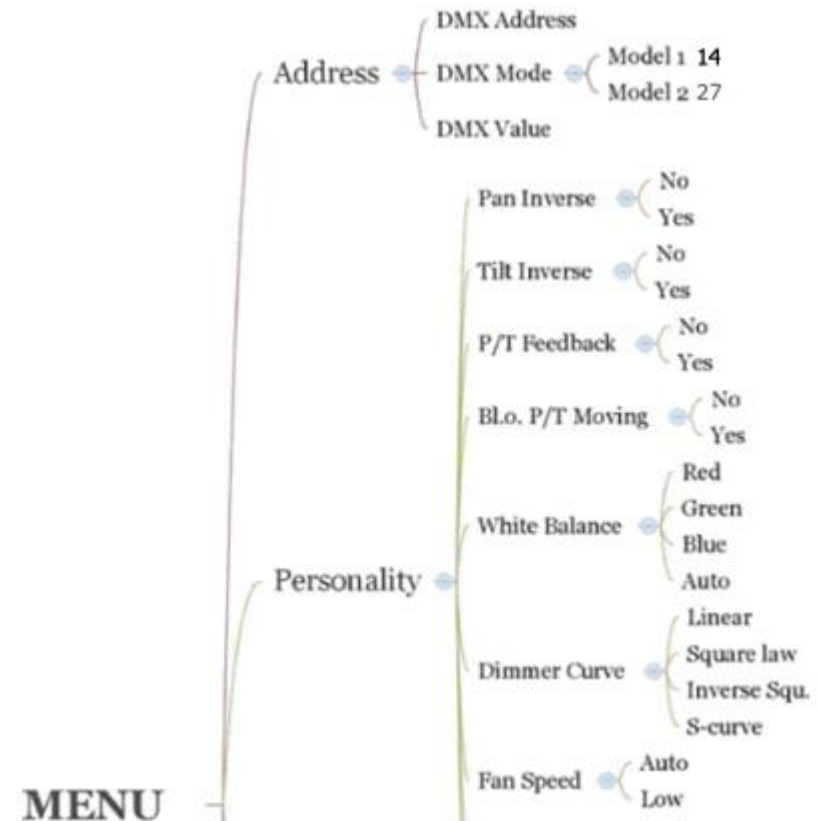 DMX Address
Address
DMX Mode
Model 1 14
Model 2 27
DMX Value
Pan Inverse
No
Yes
Tilt Inverse
No
Yes
P/T Feedback
No
Yes
BLo. P/T Moving
No
Yes
White Balance
Red
Green
Blue
Auto
Personality
Dimmer Curve
Linear
Square law
Inverse Squ.
S-curve
Fan Speed
Auto
Low
MENU